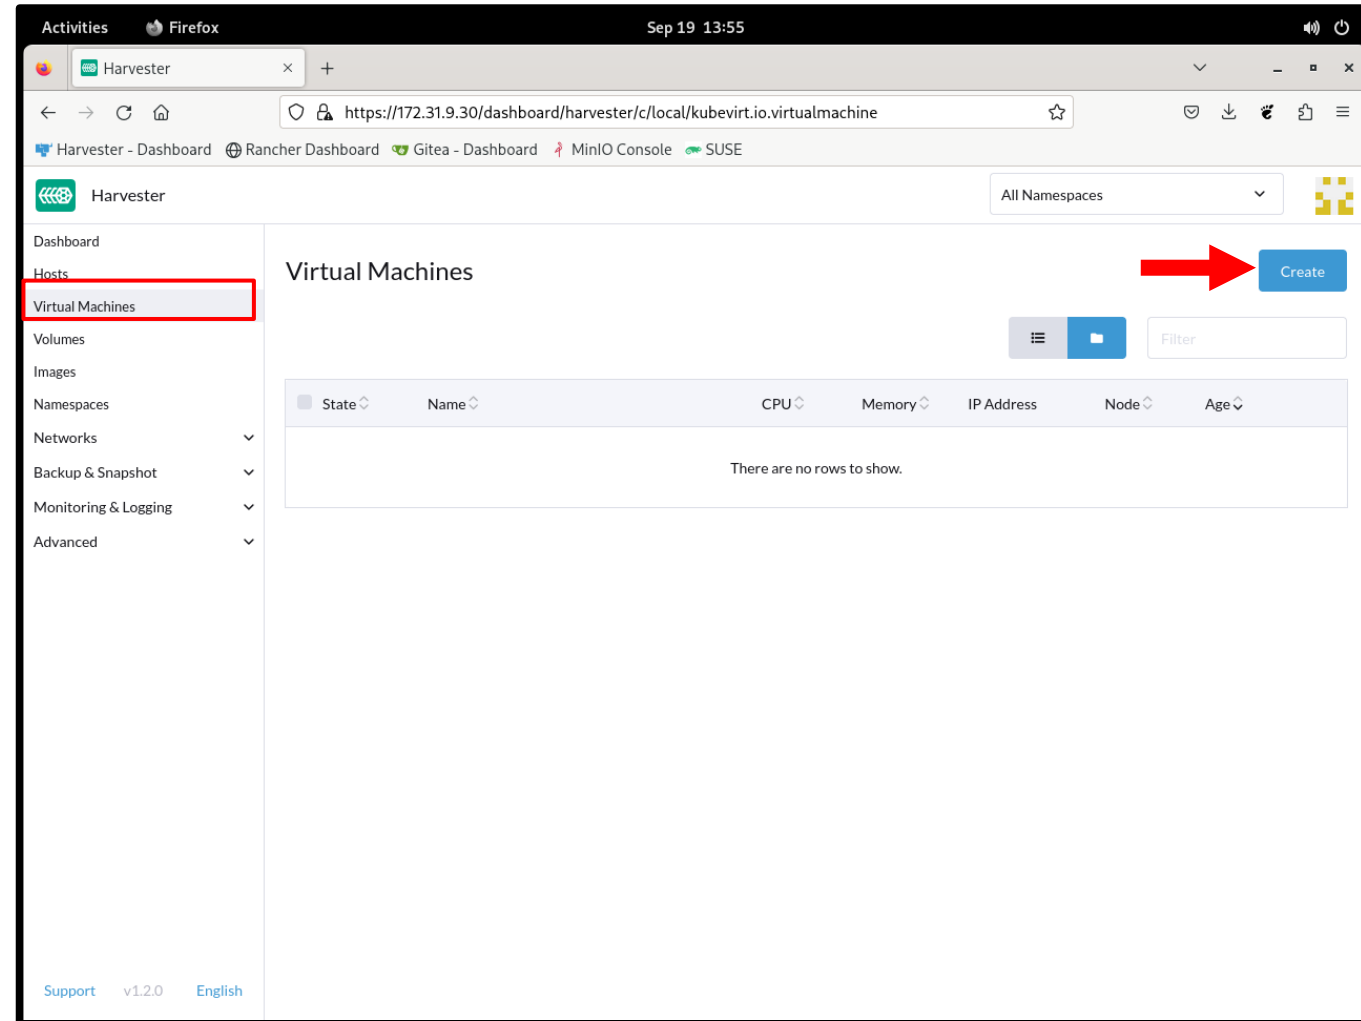 Activities Firefox Sep 19 13:55
Harvester
https://172.31.9.30/dashboard/harvester/c/local/kubevirt.io.virtualmachine
Harvester - Dashboard Rancher Dashboard Gitea - Dashboard MinIO Console SUSE
Harvester All Namespaces
Dashboard
Hosts
Virtual Machines
Volumes
Images
Namespaces
Networks
Backup & Snapshot
Monitoring & Logging
Advanced
Support v1.2.0 English
Virtual Machines Create
Filter
State Name CPU Memory IP Address Node Age
There are no rows to show.